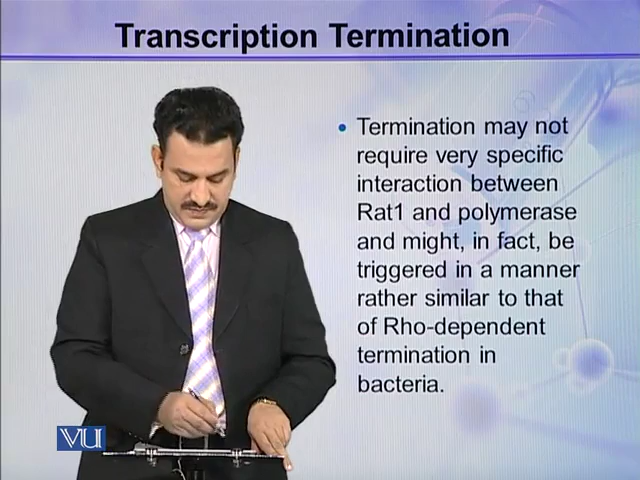 Transcription Termination
• Termination may not
require very specific
interaction between
Rat1 and polymerase
and might, in fact, be
triggered in a manner
rather similar to that
of Rho-dependent
termination in
bacteria.
VU